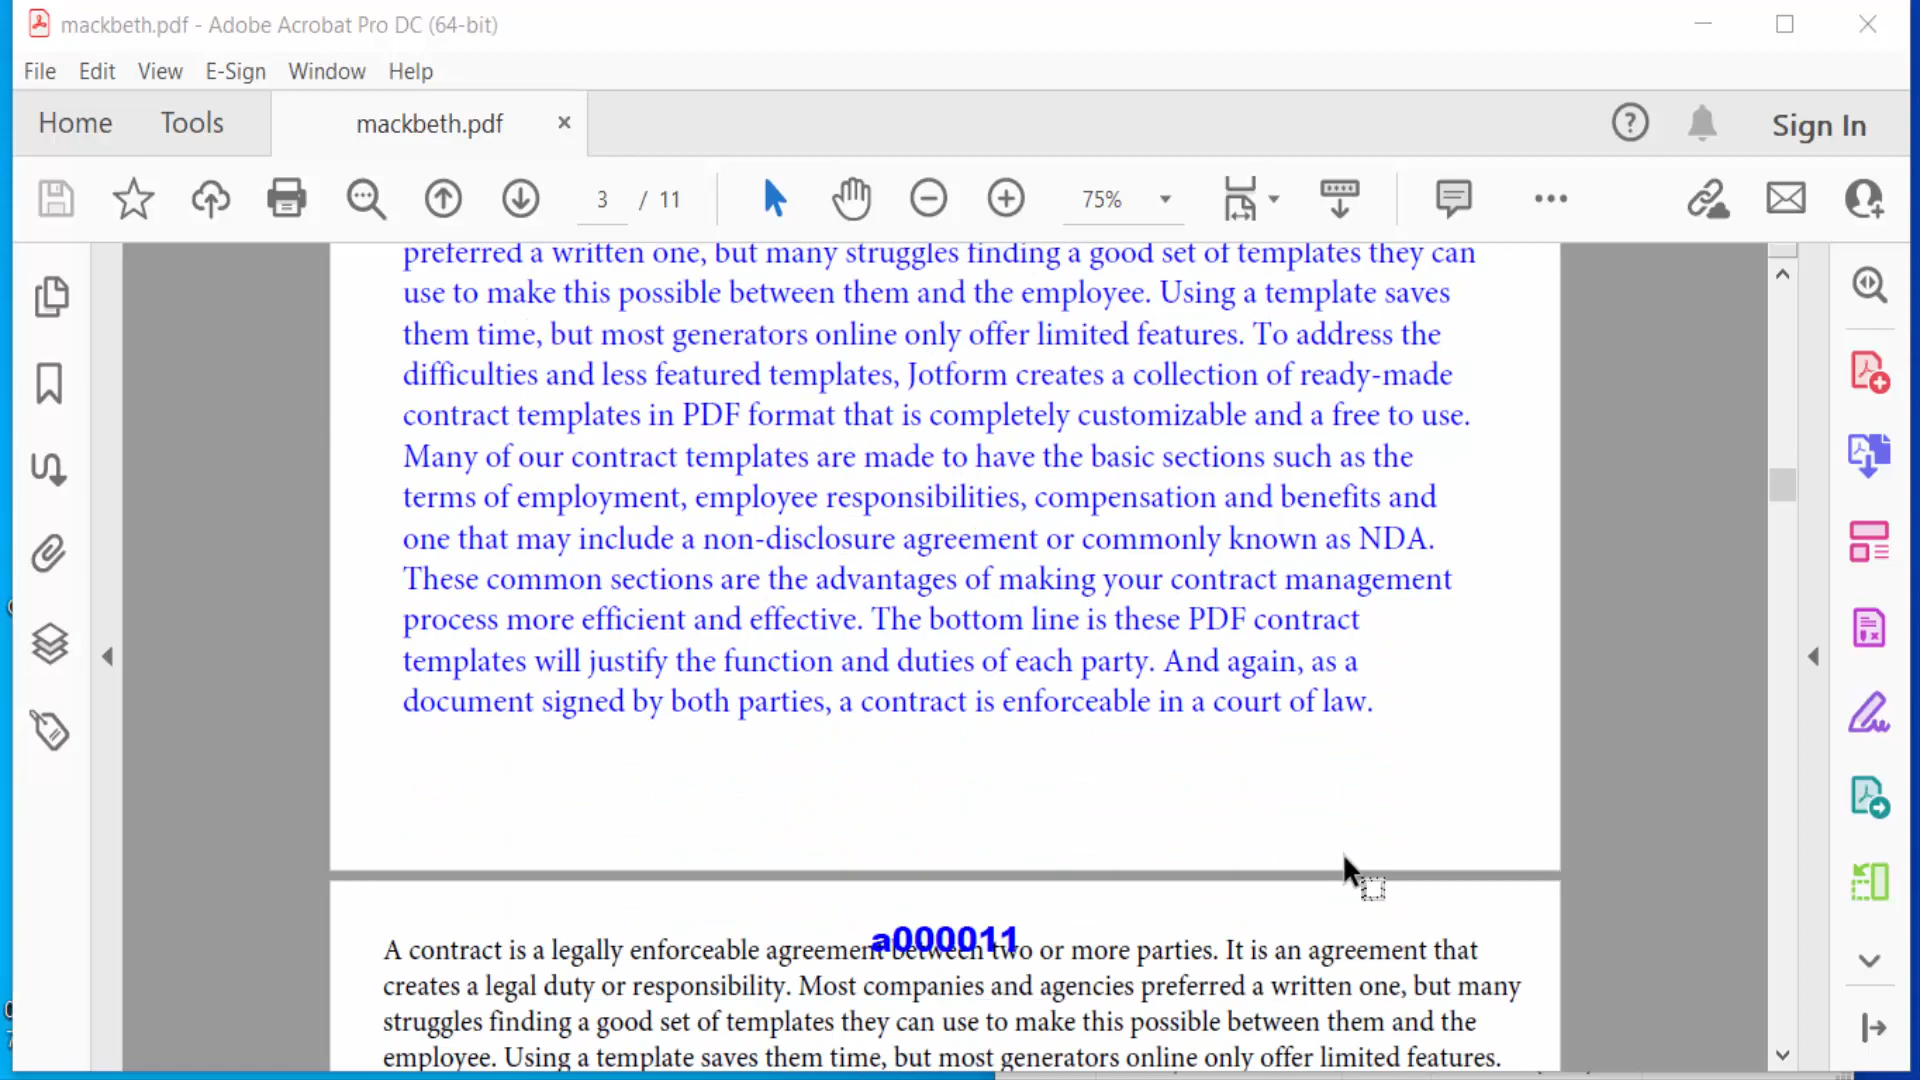 mackbeth.pdf - Adobe Acrobat Pro DC (64-bit)
File Edit View E-Sign Window Help
Home Tools mackbeth.pdf × Sign In
3 / 11 75%
preferred a written one, but many struggles finding a good set of templates they can
use to make this possible between them and the employee. Using a template saves
them time, but most generators online only offer limited features. To address the
difficulties and less featured templates, Jotform creates a collection of ready-made
contract templates in PDF format that is completely customizable and a free to use.
Many of our contract templates are made to have the basic sections such as the
terms of employment, employee responsibilities, compensation and benefits and
one that may include a non-disclosure agreement or commonly known as NDA.
These common sections are the advantages of making your contract management
process more efficient and effective. The bottom line is these PDF contract
templates will justify the function and duties of each party. And again, as a
document signed by both parties, a contract is enforceable in a court of law.
a000011
A contract is a legally enforceable agreement between two or more parties. It is an agreement that
creates a legal duty or responsibility. Most companies and agencies preferred a written one, but many
struggles finding a good set of templates they can use to make this possible between them and the
employee. Using a template saves them time, but most generators online only offer limited features.